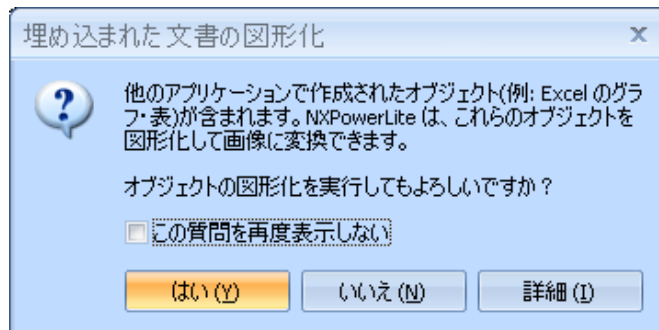 埋め込まれた文書の図形化
他のアプリケーションで作成されたオブジェクト(例: Excel のグラ
フ・表)が含まれます。NXPowerLite は、これらのオブジェクトを
図形化して画像に変換できます。
オブジェクトの図形化を実行してもよろしいですか？
この質問を再度表示しない
はい(Y)
いいえ(N)
詳細(I)